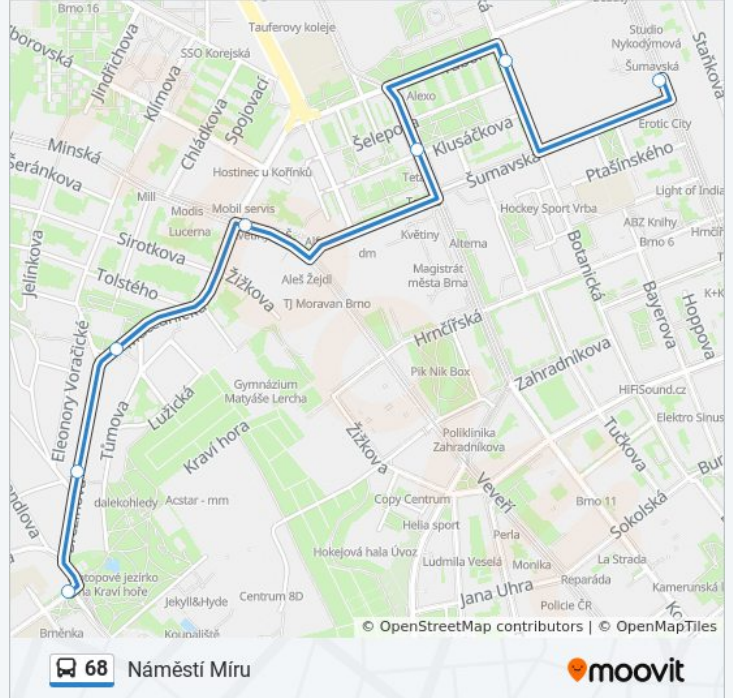 Brno 16
Tauferovy koleje
Studio
Nykodýmová
Staňkova
SSO Korejská
Šumavská
Jindřichova
Klímova
Spojovací
Chládkova
Alexo
Šelepova
Klusáčkova
Erotic City
Minská
Hostinec u Kořínků
Šumavská
Ptašínského
Mill
Light of India
Modis
Mobil servis
Hockey Sport Vrba
ABZ Knihy
Lucerna
Květiny
Brno 6
Jelínkova
Sirotkova
dm
Alterna
Botanická
Tolstého
Žižkova
Aleš Žejdl
Magistrát
města Brna
Bayerova
TJ Moravan Brno
Hoppova
K+K
Hrnčířská
Eleonory Voračické
Pik Nik Box
Zahradníkova
Gymnázium
Matyáše Lercha
HiFiSound.cz
Lužická
Tůmova
Tučkova
Elektro Sinus
Kraví hora
Žižkova
Poliklinika
Zahradníkova
Veveří
dalekohledy
Acstar - mm
Copy Centrum
Brno 11
Sokolská
Helia sport
Perla
Hokejová hala Úvoz
Ludmila Veselá
Monika
La Strada
Reparáda
Kamerunská
na Kraví hoře
Jekyll&Hyde
Centrum 8D
Jana Uhra
Policie ČR
Brněnka
Koupaliště
© OpenStreetMap contributors | © OpenMapTiles
68 Náměstí Míru
moovit